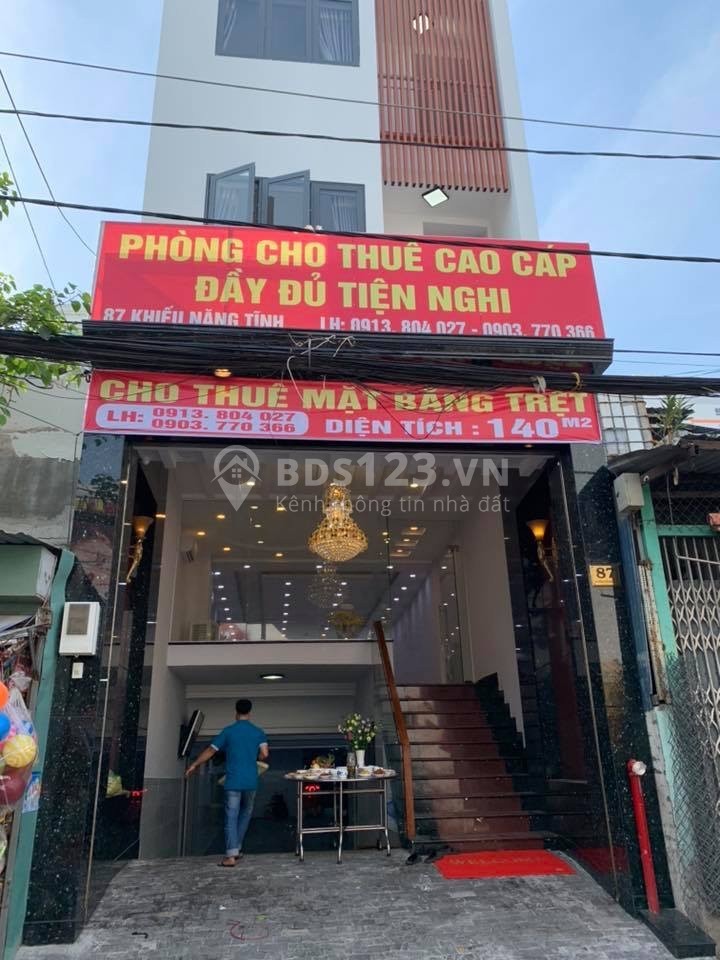 PHÒNG CHO THUÊ CAO CẤP
ĐẦY ĐỦ TIỆN NGHI
87 KHIẾU NĂNG TĨNH LH: 0913. 804 027 - 0903. 770 366
CHO THUÊ MẶT BẰNG TRỆT
LH: 0913. 804 027
0903. 770 366
DIỆN TÍCH : 140 M2
BDS123.VN
Kênh thông tin nhà đất
87
WELCOME